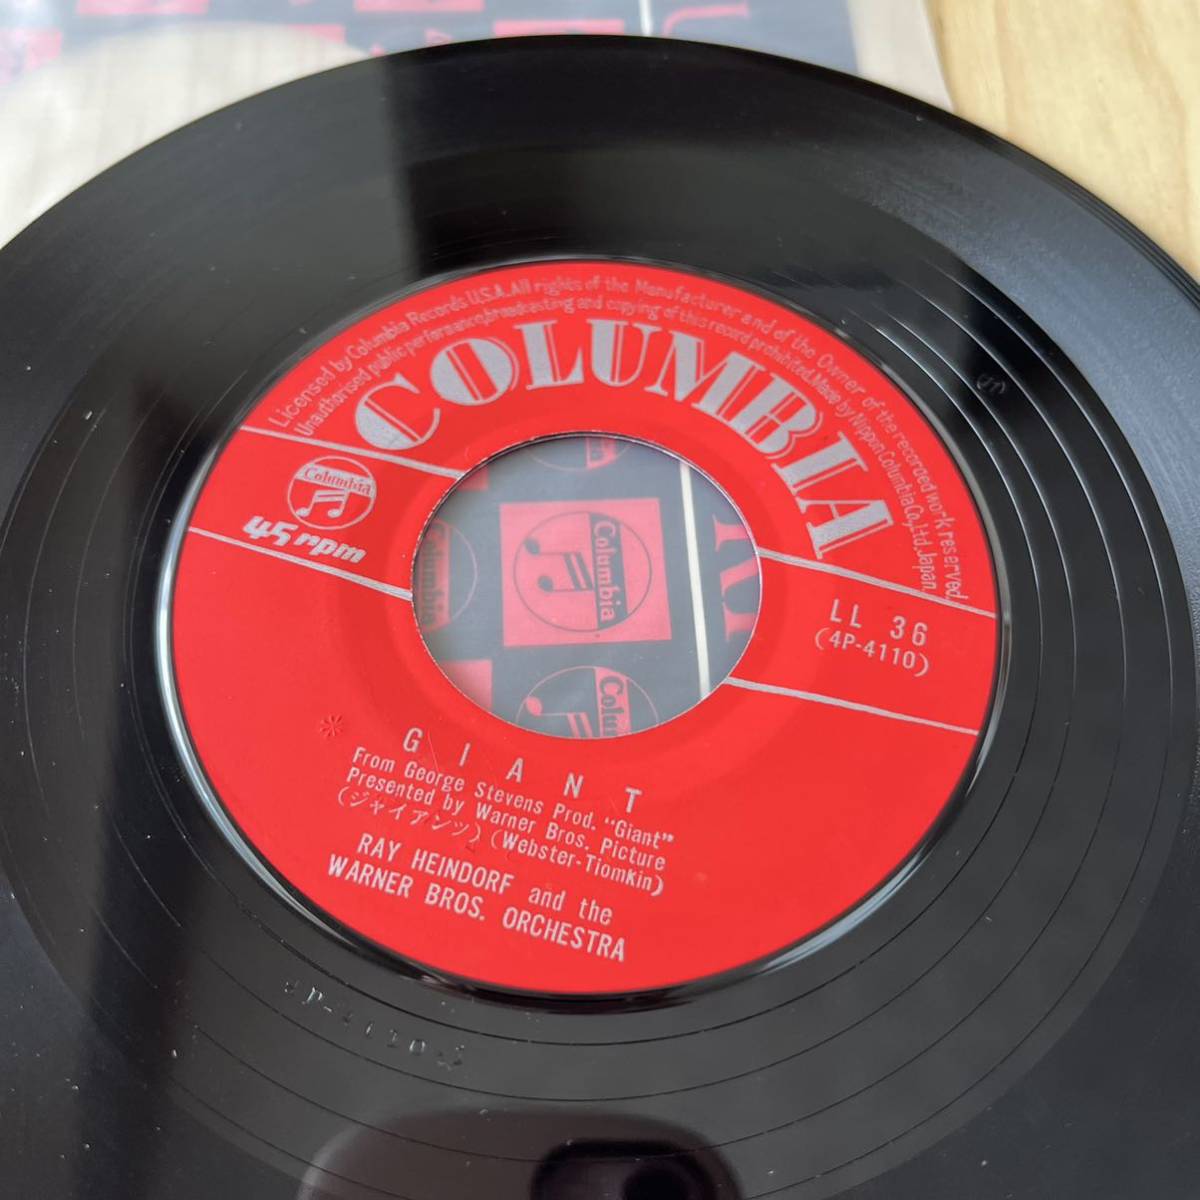 Licensed by Columbia Records U.S.A. All rights of the Manufacturer and of the Owner of the recorded work reserved.
Unauthorised public performance, broadcasting and copying of this record prohibited. Made by Nippon Columbia Co., Ltd. Japan.
COLUMBIA
Columbia
45 rpm
LL 36
(4P-4110)
Columbia
Columbia
Columbia
GIANT
From George Stevens Prod. "Giant"
Presented by Warner Bros. Picture
(ジャイアンツ) (Webster-Tiomkin)
RAY HEINDORF and the
WARNER BROS. ORCHESTRA